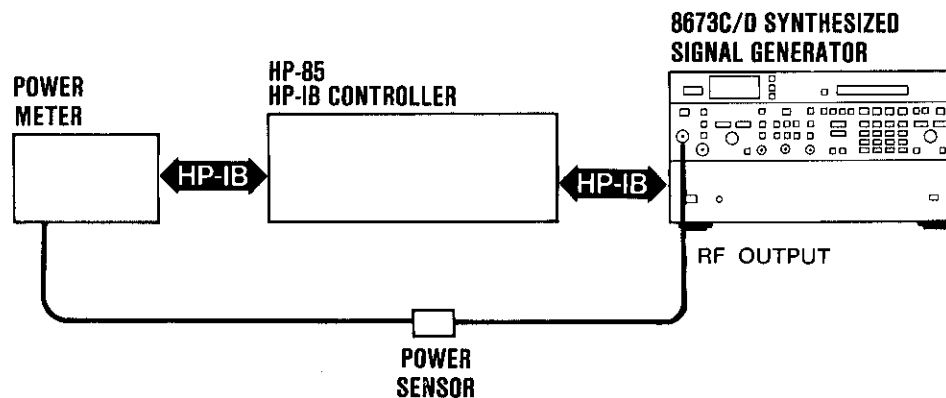 8673C/D SYNTHESIZED
SIGNAL GENERATOR
HP-85
HP-IB CONTROLLER
POWER
METER
HP-IB
HP-IB
RF OUTPUT
POWER
SENSOR